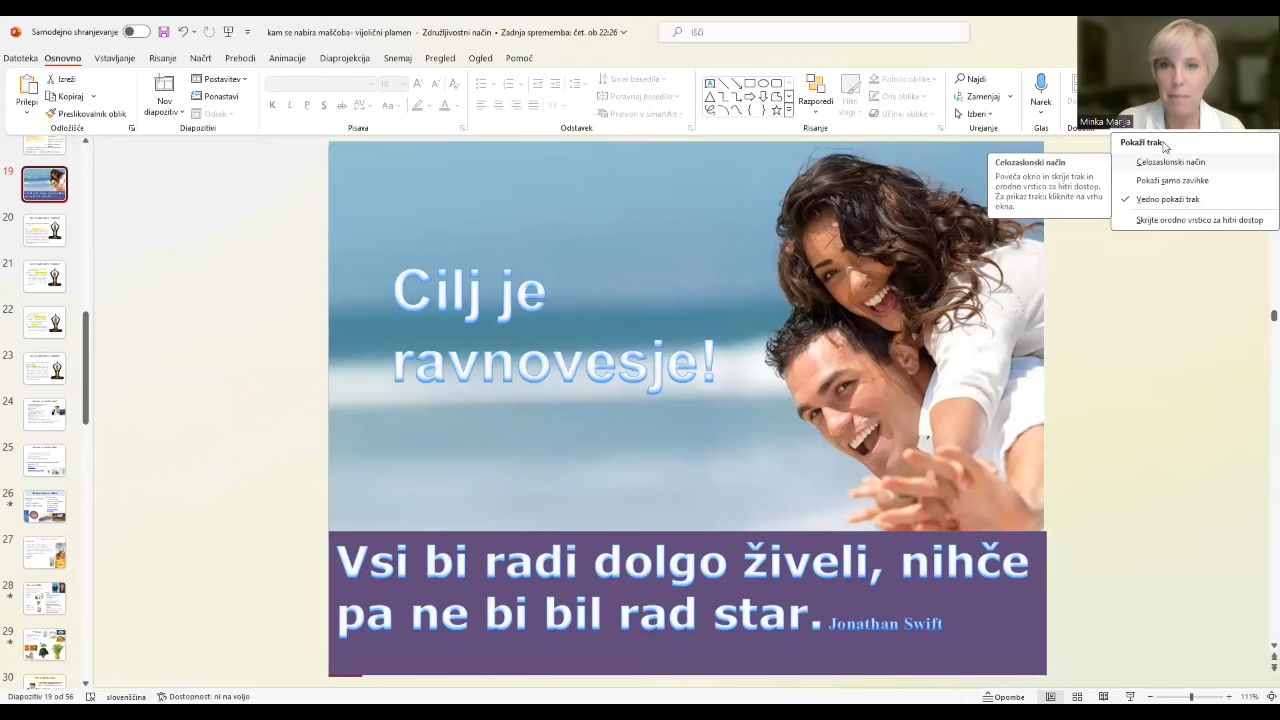 Samodejno shranjevanje
kam se nabira maščoba- vijolični plamen - Združljivostni način • Zadnja sprememba: čet. ob 22:26
Išči
Datoteka Osnovno Vstavljanje Risanje Načrt Prehodi Animacije Diaprojekcija Snemaj Pregled Ogled Pomoč
Prilepi
Izreži
Kopiraj
Preslikovalnik oblik
Odložišče
Nov diapozitiv
Postavitev
Ponastavi
Odsek
Diapozitivi
Pisava
Smer besedila
Poravnaj besedilo
Pretvori v SmartArt
Odstavek
Razporedi
Hitri slogi
Polnilo oblike
Oris oblike
Učinki oblike
Risanje
Najdi
Zamenjaj
Izberi
Urejanje
Narek
Glas
Minka Marija
Pokaži trak
Celozaslonski način
Pokaži samo zavihke
Vedno pokaži trak
Skrijte orodno vrstico za hitri dostop
Celozaslonski način
Poveča okno in skrije trak in
orodno vrstico za hitri dostop.
Za prikaz traku kliknite na vrhu
okna.
19
20
21
22
23
24
25
26
27
28
29
30
Cilj je
ravnovesje!
Vsi bi radi dolgo živeli, nihče
pa ne bi bil rad star. Jonathan Swift
Diapozitiv 19 od 56 slovenščina Dostopnost: ni na voljo Opombe 111%